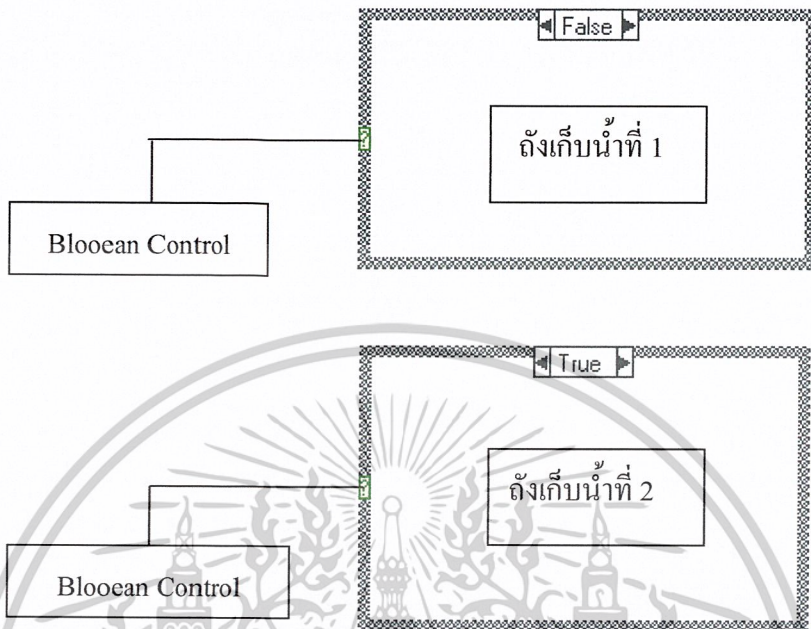 False
?
ถังเก็บน้ำที่ 1
Blooean Control
True
?
ถังเก็บน้ำที่ 2
Blooean Control